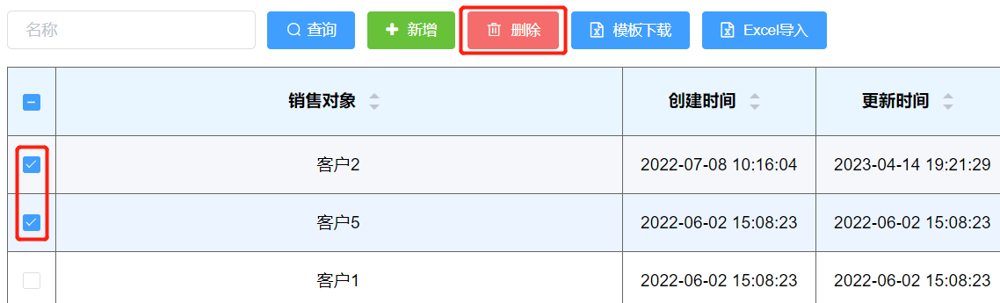 名称 查询 新增 删除 模板下载 Excel导入
销售对象 创建时间 更新时间
客户2 2022-07-08 10:16:04 2023-04-14 19:21:29
客户5 2022-06-02 15:08:23 2022-06-02 15:08:23
客户1 2022-06-02 15:08:23 2022-06-02 15:08:23